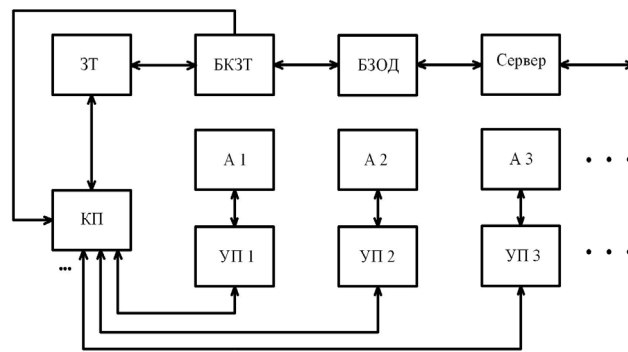 ЗТ БКЗТ БЗОД Сервер
А 1 А 2 А 3 . . .
КП
... УП 1 УП 2 УП 3 . . .